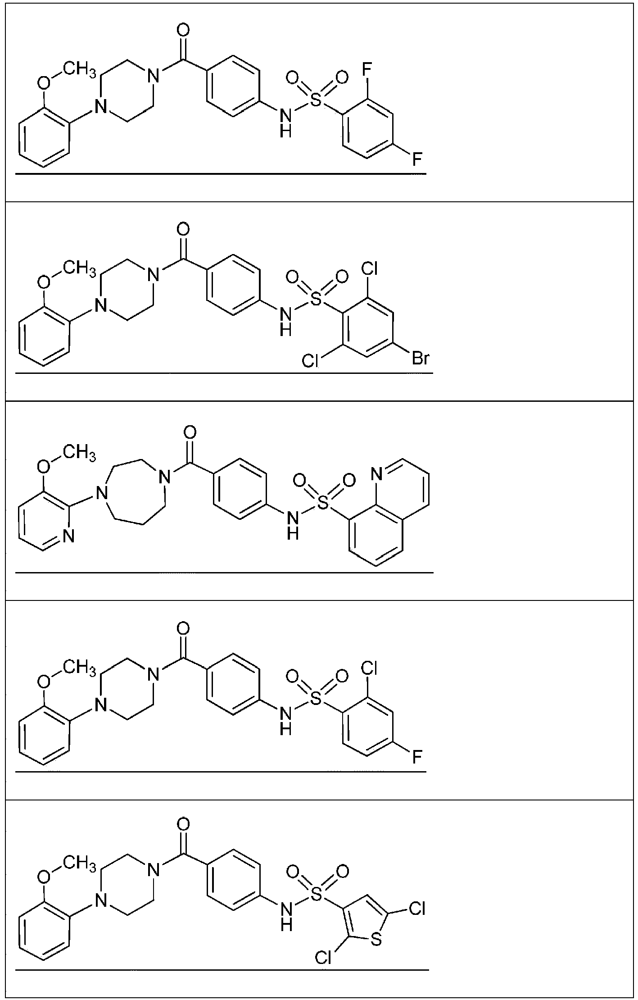 O
O CH3 N N O O S N H F F
O
O CH3 N N O O S N H Cl Cl Br
O
O CH3 N N N O O S N H N
O
O CH3 N N O O S N H Cl F
O
O CH3 N N O O S N H S Cl Cl